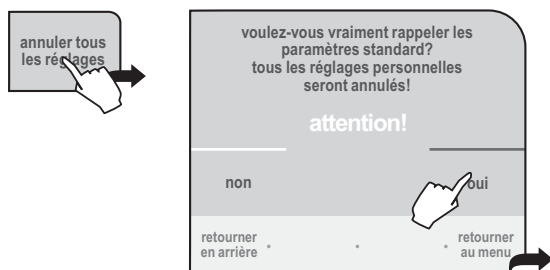 annuler tous
les réglages
voulez-vous vraiment rappeler les
paramètres standard?
tous les réglages personnelles
seront annulés!
attention!
non
oui
retourner
en arrière
retourner
au menu